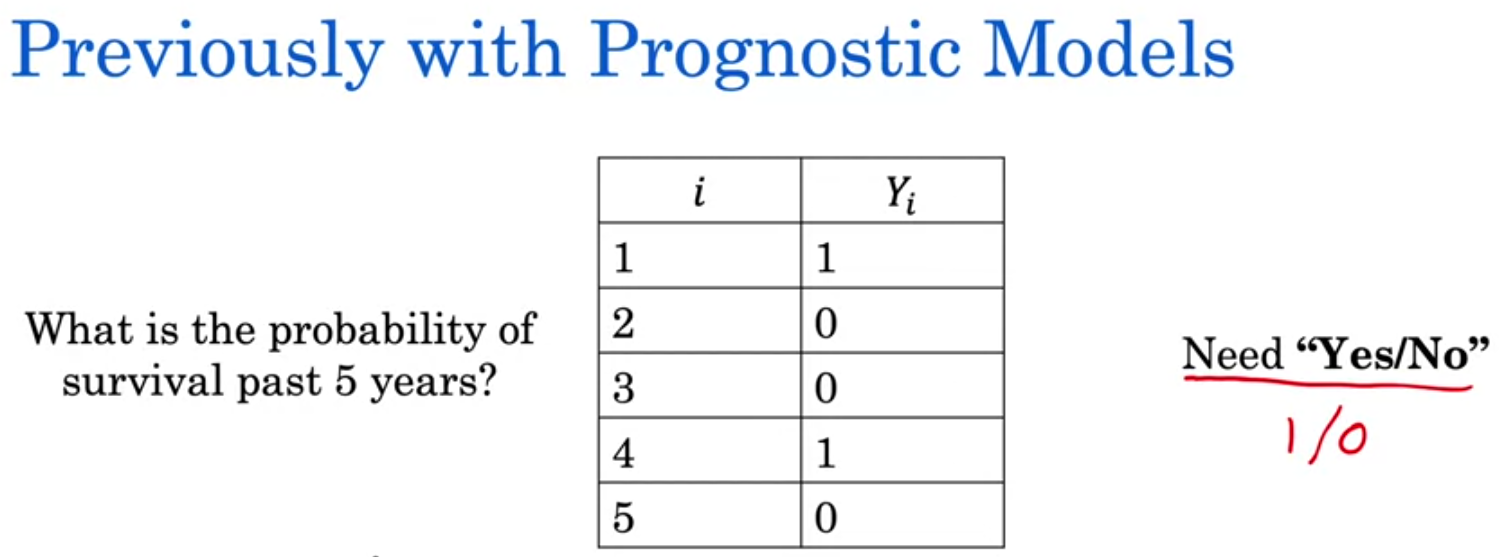 Previously with Prognostic Models
What is the probability of
survival past 5 years?
i Yᵢ
1 1
2 0
3 0
4 1
5 0
Need “Yes/No”
1/0